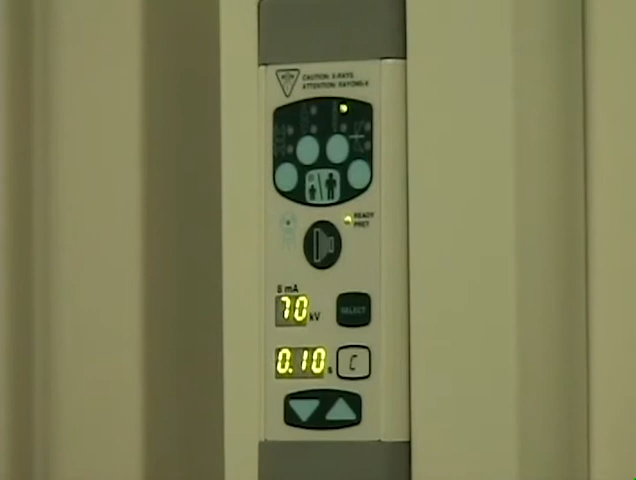 CAUTION: X-RAYS
ATTENTION: RAYONS-X
READY
PRET
8 mA
70 kV
SELECT
0.10 s
C